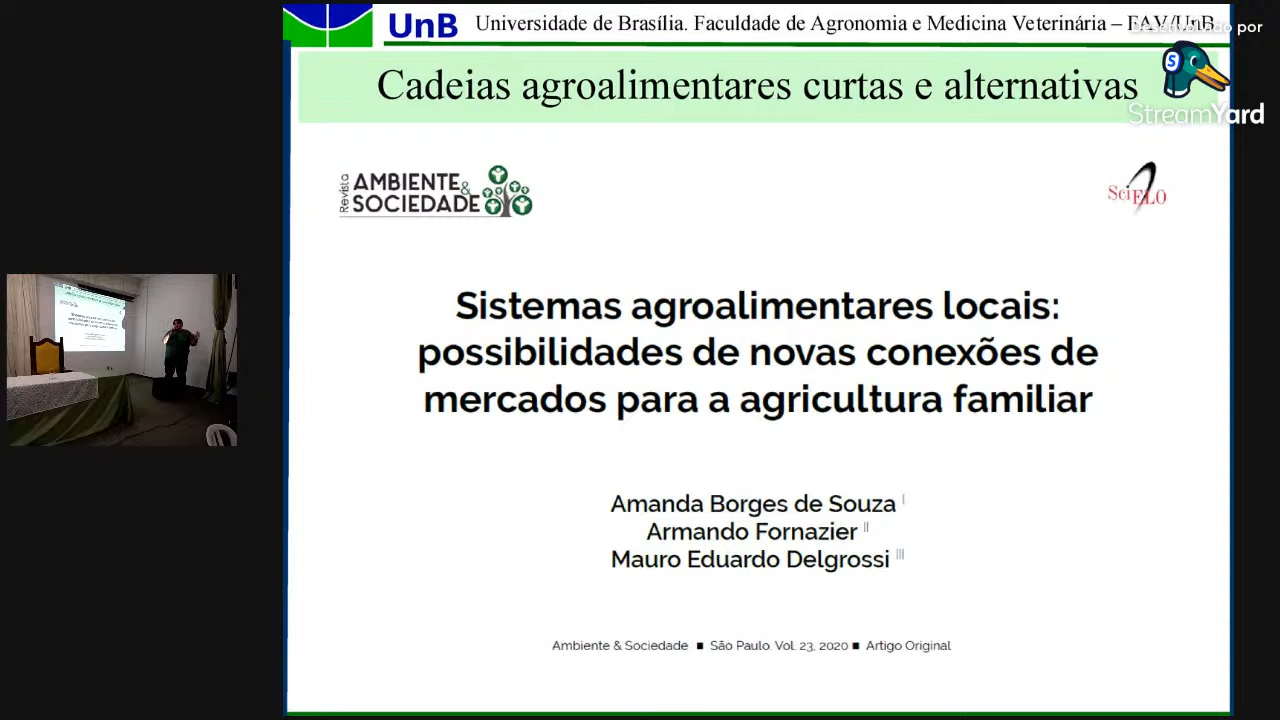 UnB
Universidade de Brasília. Faculdade de Agronomia e Medicina Veterinária – FAV/UnB
Desenvolvido por
StreamYard
Cadeias agroalimentares curtas e alternativas
Revista
AMBIENTE &
SOCIEDADE
SciELO
Sistemas agroalimentares locais:
possibilidades de novas conexões de
mercados para a agricultura familiar
Amanda Borges de Souza I
Armando Fornazier II
Mauro Eduardo Delgrossi III
Ambiente & Sociedade ■ São Paulo. Vol. 23, 2020 ■ Artigo Original